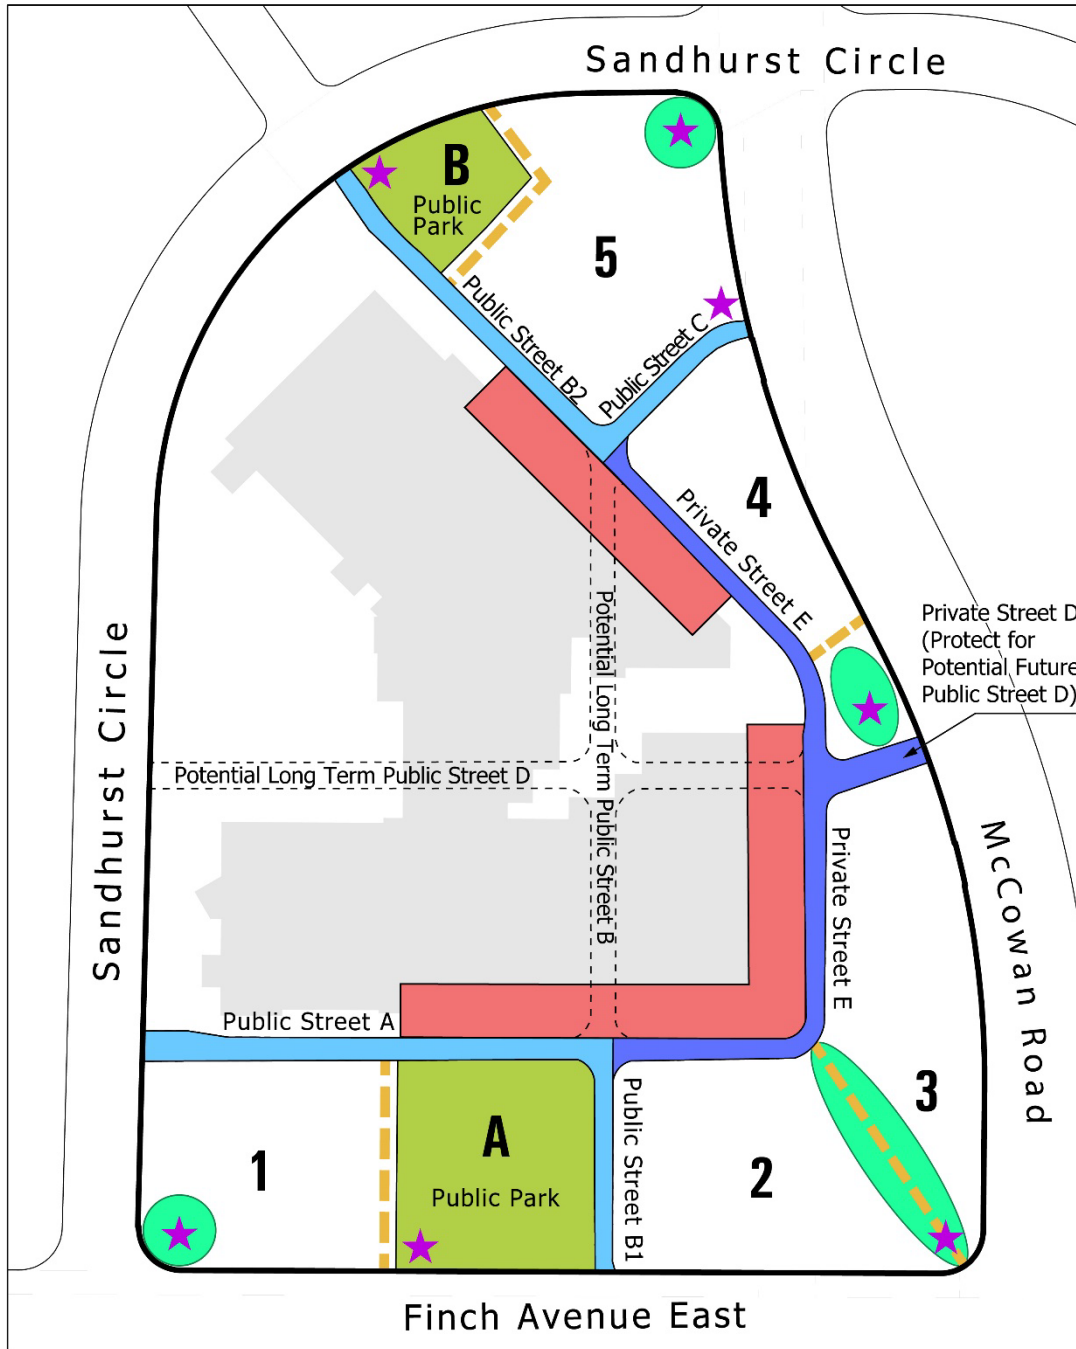 Sandhurst Circle
B
Public
Park
5
Public Street B2
Public Street C
4
Private Street E
Private Street D
(Protect for
Potential Future
Public Street D)
Potential Long Term Public Street B
Potential Long Term Public Street D
Sandhurst Circle
Private Street E
McCowan Road
Public Street A
3
A
Public Park
1
Public Street B1
2
Finch Avenue East